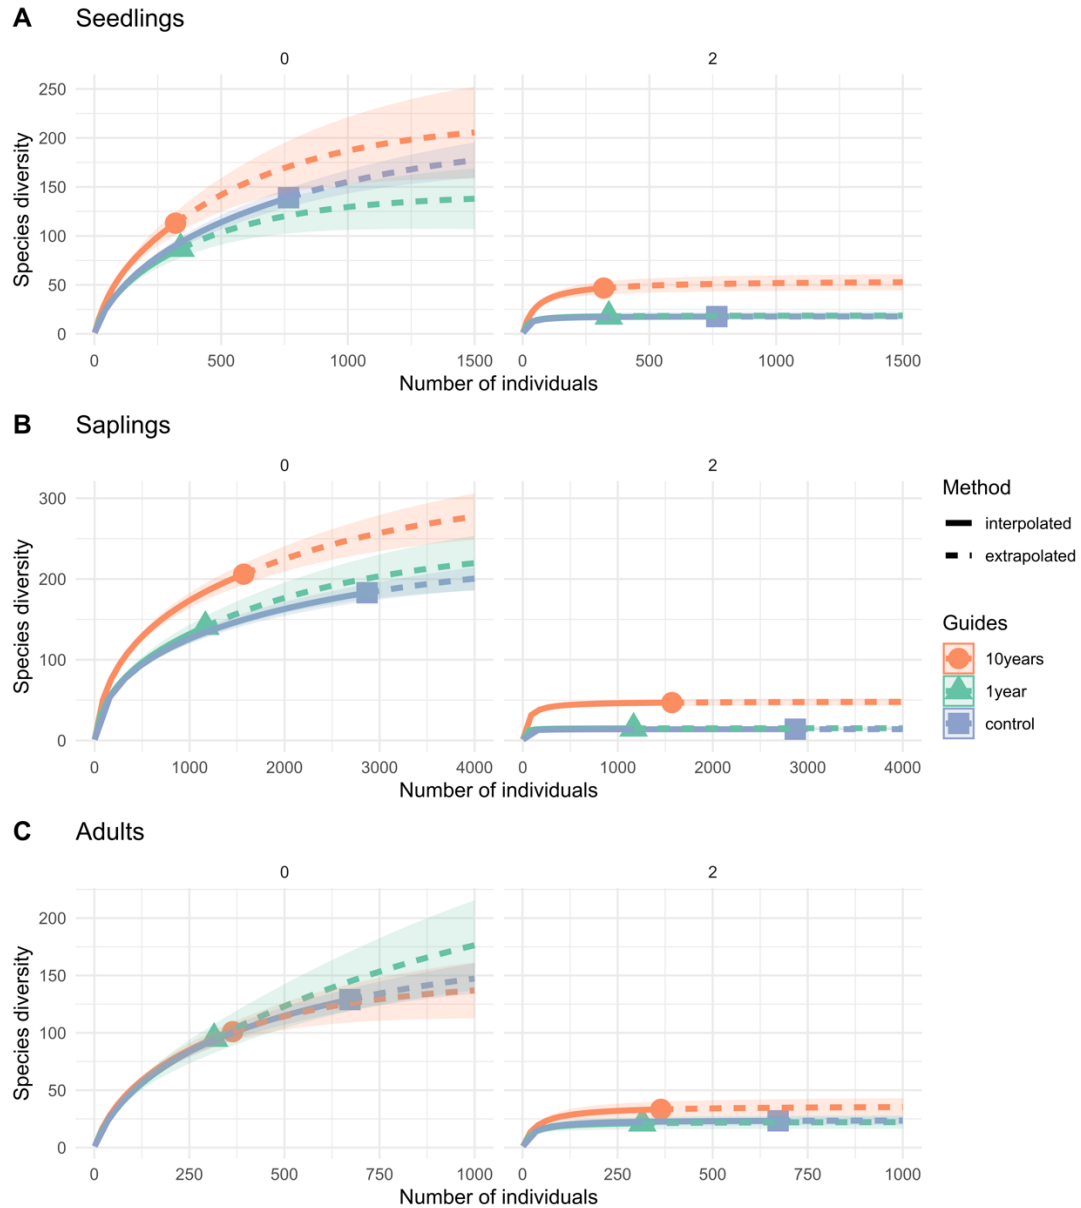 A Seedlings
0 2
Species diversity
250
200
150
100
50
0
0 500 1000 1500 0 500 1000 1500
Number of individuals
B Saplings
0 2
Species diversity
300
200
100
0
0 1000 2000 3000 4000 0 1000 2000 3000 4000
Number of individuals
Method
interpolated
extrapolated
Guides
10years
1year
control
C Adults
0 2
Species diversity
200
150
100
50
0
0 250 500 750 1000 0 250 500 750 1000
Number of individuals